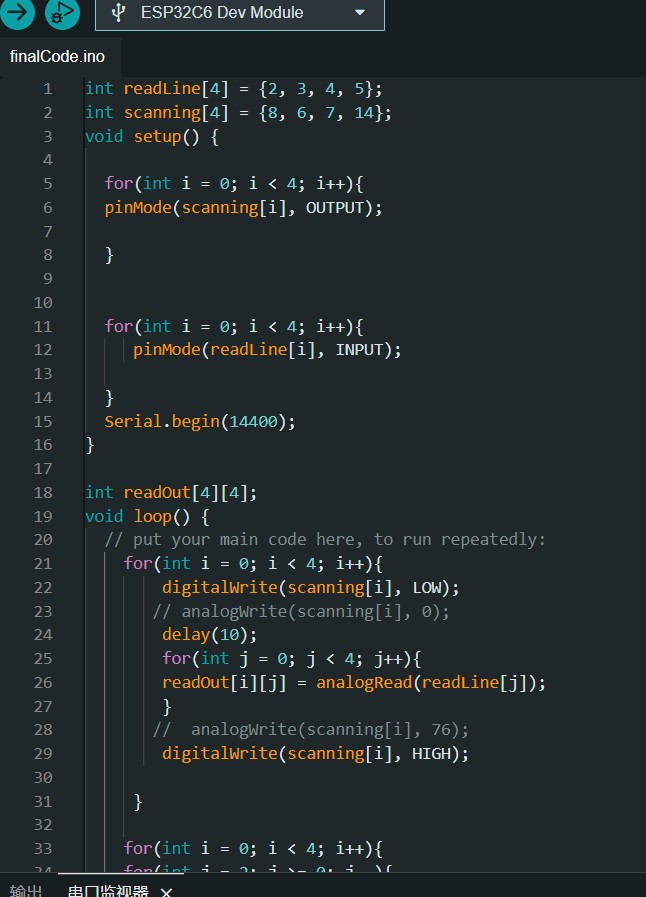 ESP32C6 Dev Module
finalCode.ino
1 int readLine[4] = {2, 3, 4, 5};
2 int scanning[4] = {8, 6, 7, 14};
3 void setup() {
4
5 for(int i = 0; i < 4; i++){
6 pinMode(scanning[i], OUTPUT);
7
8 }
9
10
11 for(int i = 0; i < 4; i++){
12 pinMode(readLine[i], INPUT);
13
14 }
15 Serial.begin(14400);
16 }
17
18 int readOut[4][4];
19 void loop() {
20 // put your main code here, to run repeatedly:
21 for(int i = 0; i < 4; i++){
22 digitalWrite(scanning[i], LOW);
23 // analogWrite(scanning[i], 0);
24 delay(10);
25 for(int j = 0; j < 4; j++){
26 readOut[i][j] = analogRead(readLine[j]);
27 }
28 // analogWrite(scanning[i], 76);
29 digitalWrite(scanning[i], HIGH);
30
31 }
32
33 for(int i = 0; i < 4; i++){
34 for(int j = 3; j >= 0; j--){
输出 串口监视器